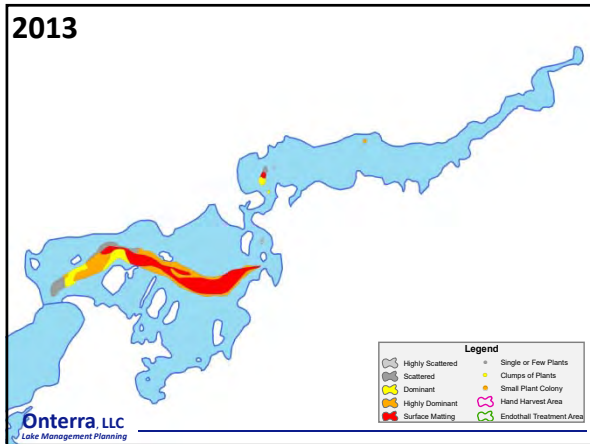 2013
Legend
Highly Scattered
Scattered
Dominant
Highly Dominant
Surface Matting
Single or Few Plants
Clumps of Plants
Small Plant Colony
Hand Harvest Area
Endothall Treatment Area
Onterra, LLC
Lake Management Planning